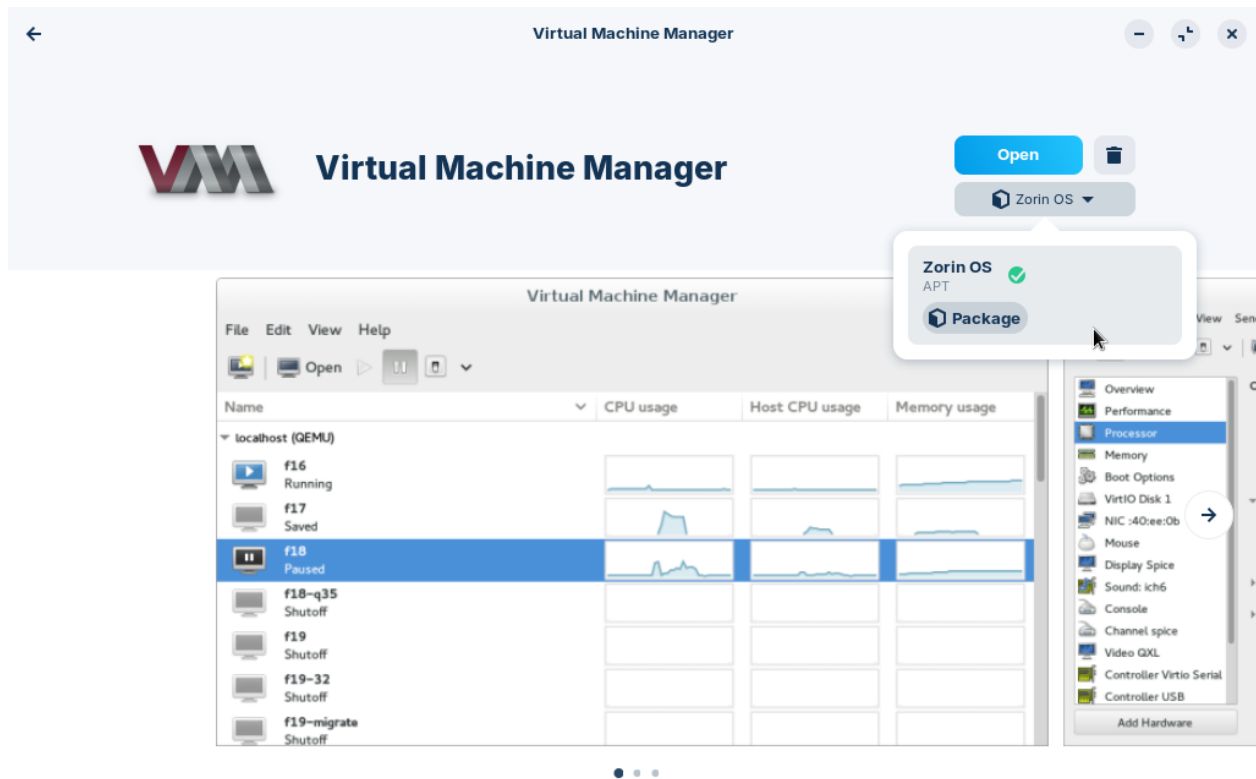 Virtual Machine Manager
VMM
Virtual Machine Manager
Open
Zorin OS
Zorin OS
APT
Package
Virtual Machine Manager
File Edit View Help
Open
Name CPU usage Host CPU usage Memory usage
localhost (QEMU)
f16
Running
f17
Saved
f18
Paused
f18-q35
Shutoff
f19
Shutoff
f19-32
Shutoff
f19-migrate
Shutoff
View
Overview
Performance
Processor
Memory
Boot Options
VirtIO Disk 1
NIC :40:ee:0b
Mouse
Display Spice
Sound: ich6
Console
Channel spice
Video QXL
Controller Virtio Serial
Controller USB
Add Hardware